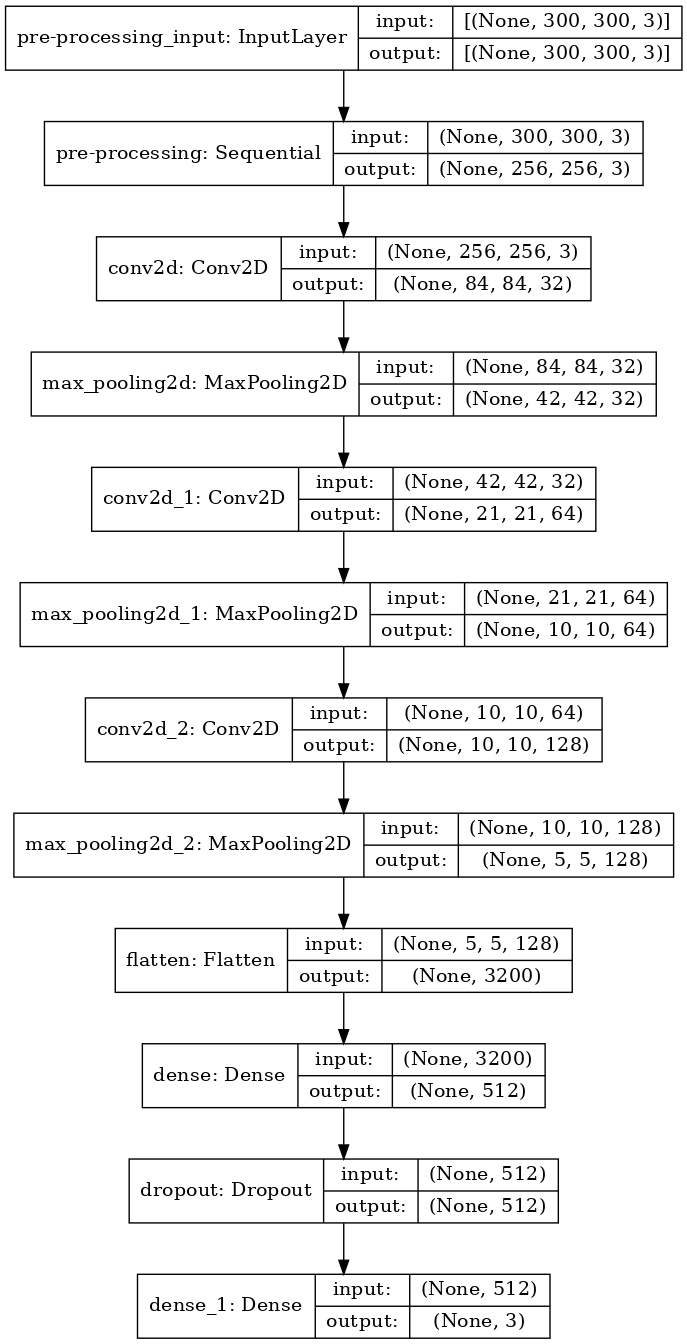 pre-processing_input: InputLayer
input:
[(None, 300, 300, 3)]
output:
[(None, 300, 300, 3)]
pre-processing: Sequential
input:
(None, 300, 300, 3)
output:
(None, 256, 256, 3)
conv2d: Conv2D
input:
(None, 256, 256, 3)
output:
(None, 84, 84, 32)
max_pooling2d: MaxPooling2D
input:
(None, 84, 84, 32)
output:
(None, 42, 42, 32)
conv2d_1: Conv2D
input:
(None, 42, 42, 32)
output:
(None, 21, 21, 64)
max_pooling2d_1: MaxPooling2D
input:
(None, 21, 21, 64)
output:
(None, 10, 10, 64)
conv2d_2: Conv2D
input:
(None, 10, 10, 64)
output:
(None, 10, 10, 128)
max_pooling2d_2: MaxPooling2D
input:
(None, 10, 10, 128)
output:
(None, 5, 5, 128)
flatten: Flatten
input:
(None, 5, 5, 128)
output:
(None, 3200)
dense: Dense
input:
(None, 3200)
output:
(None, 512)
dropout: Dropout
input:
(None, 512)
output:
(None, 512)
dense_1: Dense
input:
(None, 512)
output:
(None, 3)